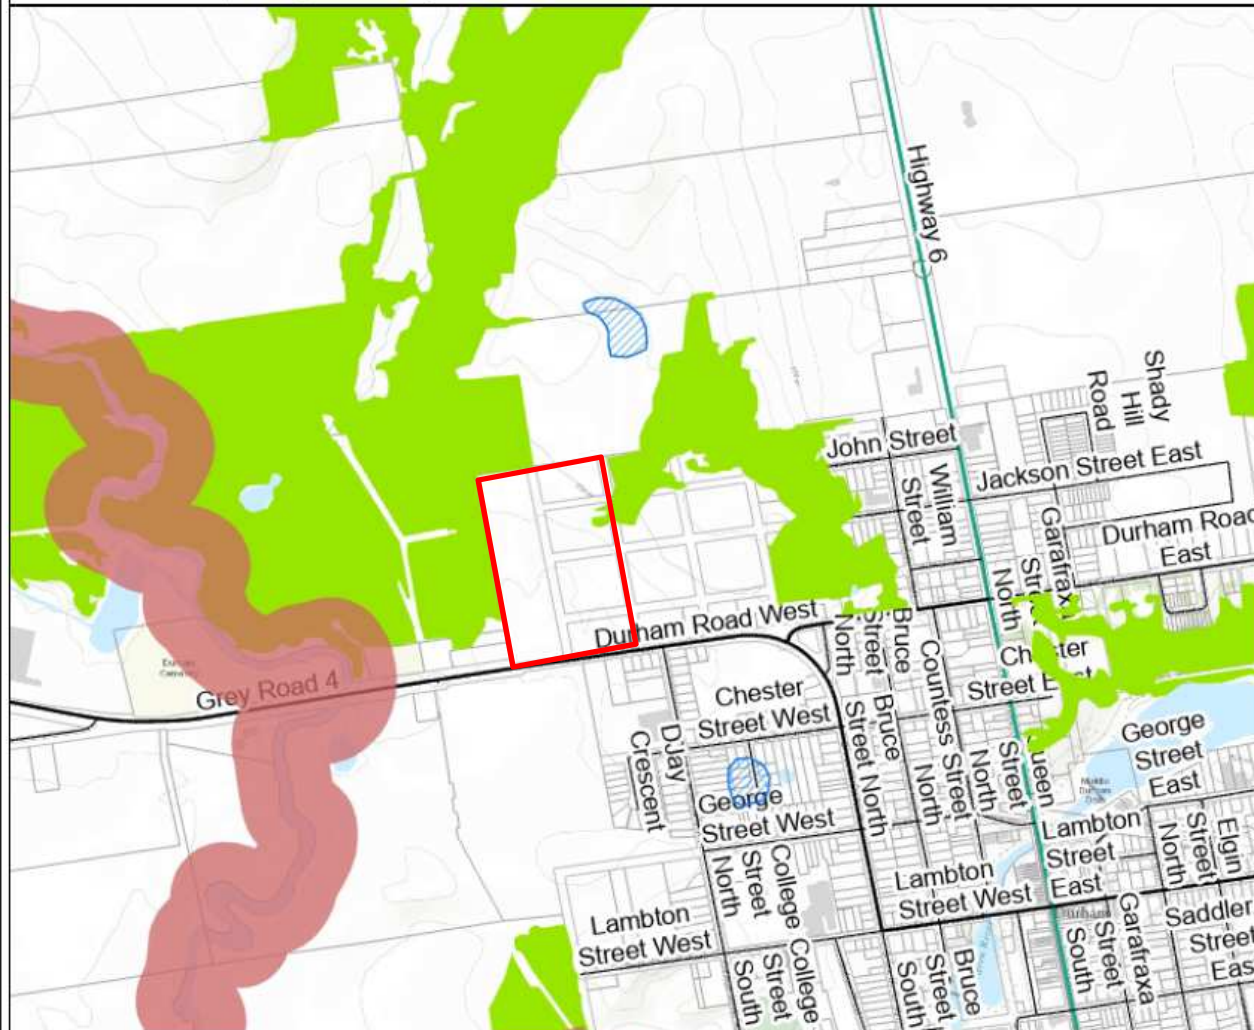 Highway 6
Shady
Hill
Road
John Street
Jackson Street East
William
Street
Garafraxa
Street
North
Durham Road
East
Durham Road West
Grey Road 4
Durham
Cemetery
Chester
Street East
Chester
Street West
Bruce
Street
North
Bruce
Street North
Countess Street
North
Queen
Street
North
DJay
Crescent
George
Street West
George
Street
East
Lambton
Street
East
Lambton
Street West
Elgin
Street
North
College
Street
North
Lambton
Street West
College
Street
South
Bruce
Street
South
Durham
Garafraxa
Street
South
Saddler
Street
East